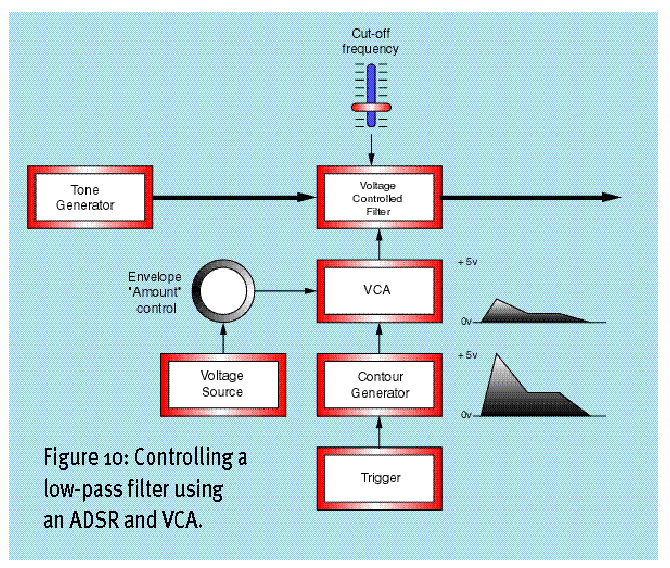 Cut-off
frequency
Tone
Generator
Voltage
Controlled
Filter
Envelope
"Amount"
control
VCA
+5v
0v
Voltage
Source
Contour
Generator
+5v
0v
Trigger
Figure 10: Controlling a
low-pass filter using
an ADSR and VCA.